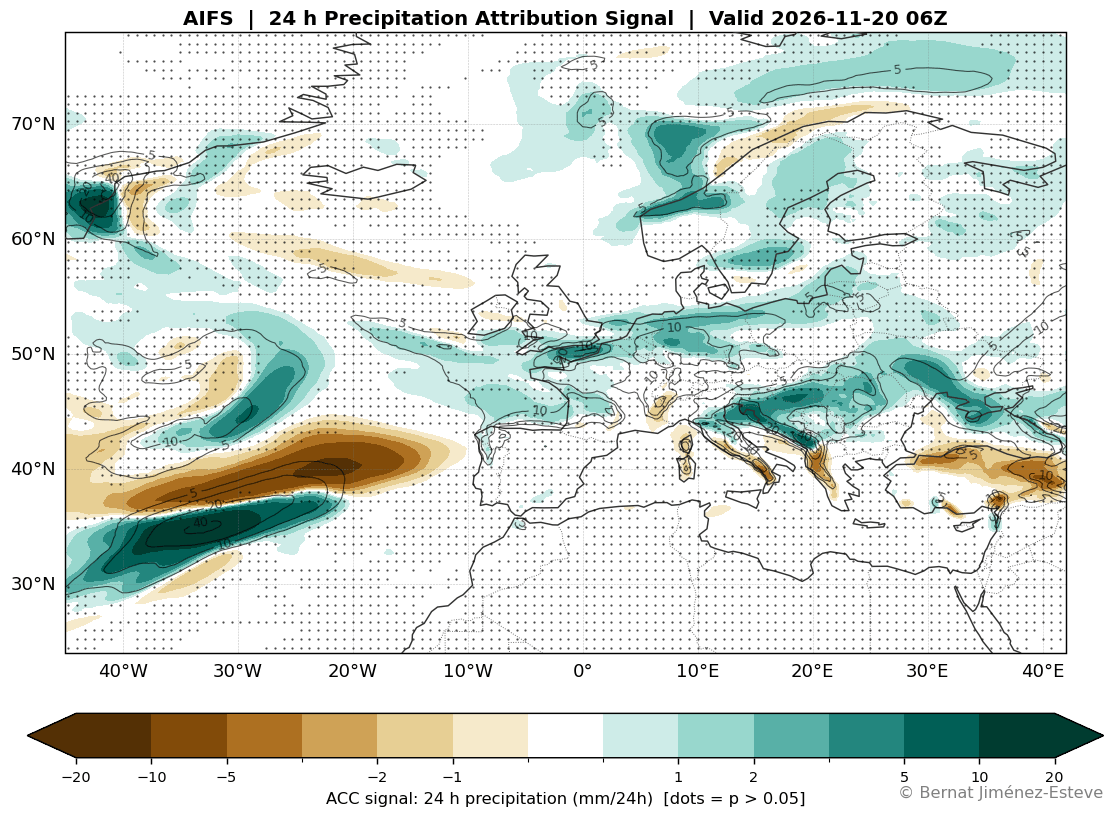 AIFS | 24 h Precipitation Attribution Signal | Valid 2026-11-20 06Z
70°N
60°N
50°N
40°N
30°N
40°W 30°W 20°W 10°W 0° 10°E 20°E 30°E 40°E
−20 −10 −5 −2 −1 1 2 5 10 20
ACC signal: 24 h precipitation (mm/24h) [dots = p > 0.05]
© Bernat Jiménez-Esteve